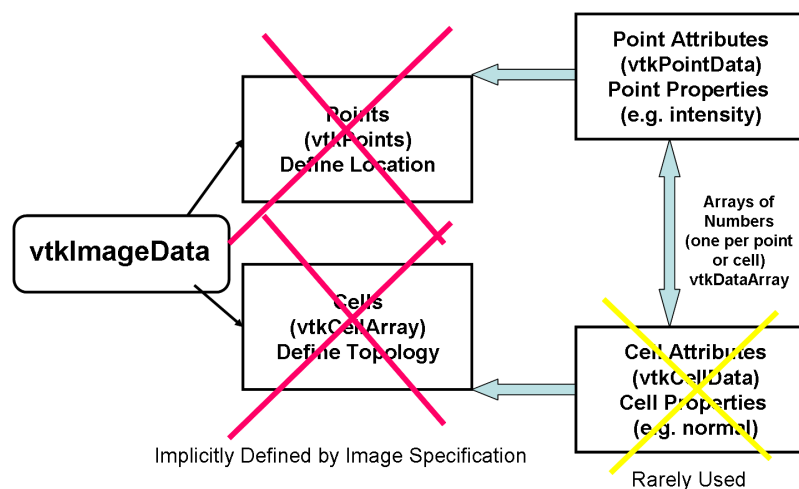 vtkImageData
Points
(vtkPoints)
Define Location
Cells
(vtkCellArray)
Define Topology
Implicitly Defined by Image Specification
Point Attributes
(vtkPointData)
Point Properties
(e.g. intensity)
Arrays of
Numbers
(one per point
or cell)
vtkDataArray
Cell Attributes
(vtkCellData)
Cell Properties
(e.g. normal)
Rarely Used